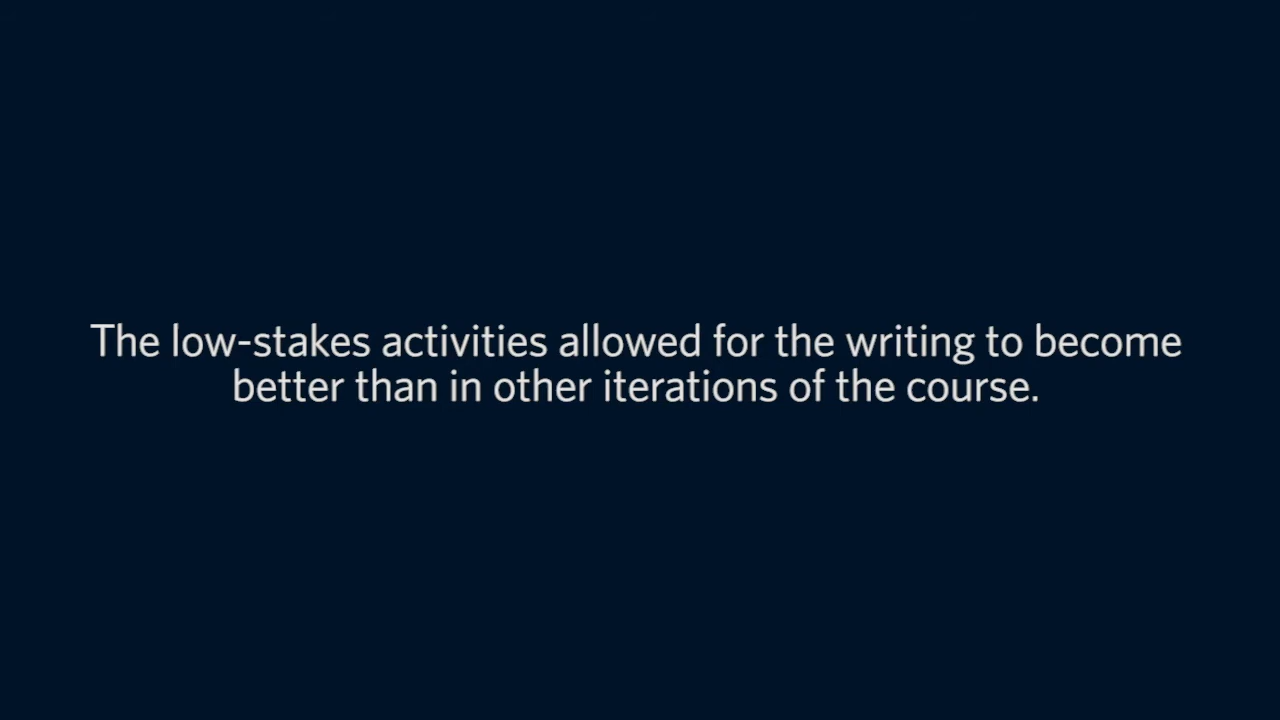 The low-stakes activities allowed for the writing to become
better than in other iterations of the course.